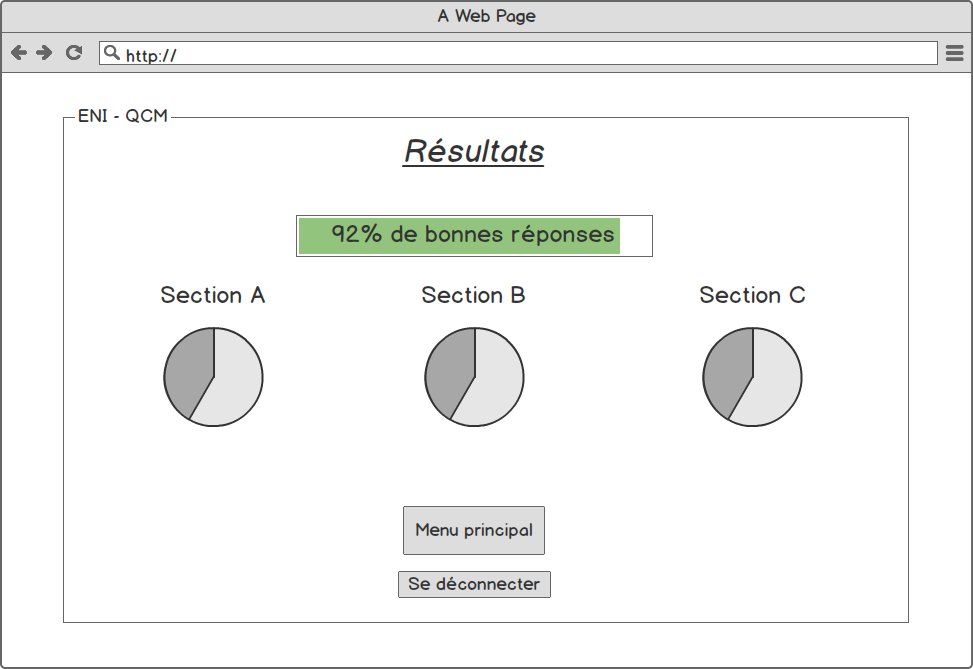 A Web Page
http://
ENI - QCM
Résultats
92% de bonnes réponses
Section A
Section B
Section C
Menu principal
Se déconnecter